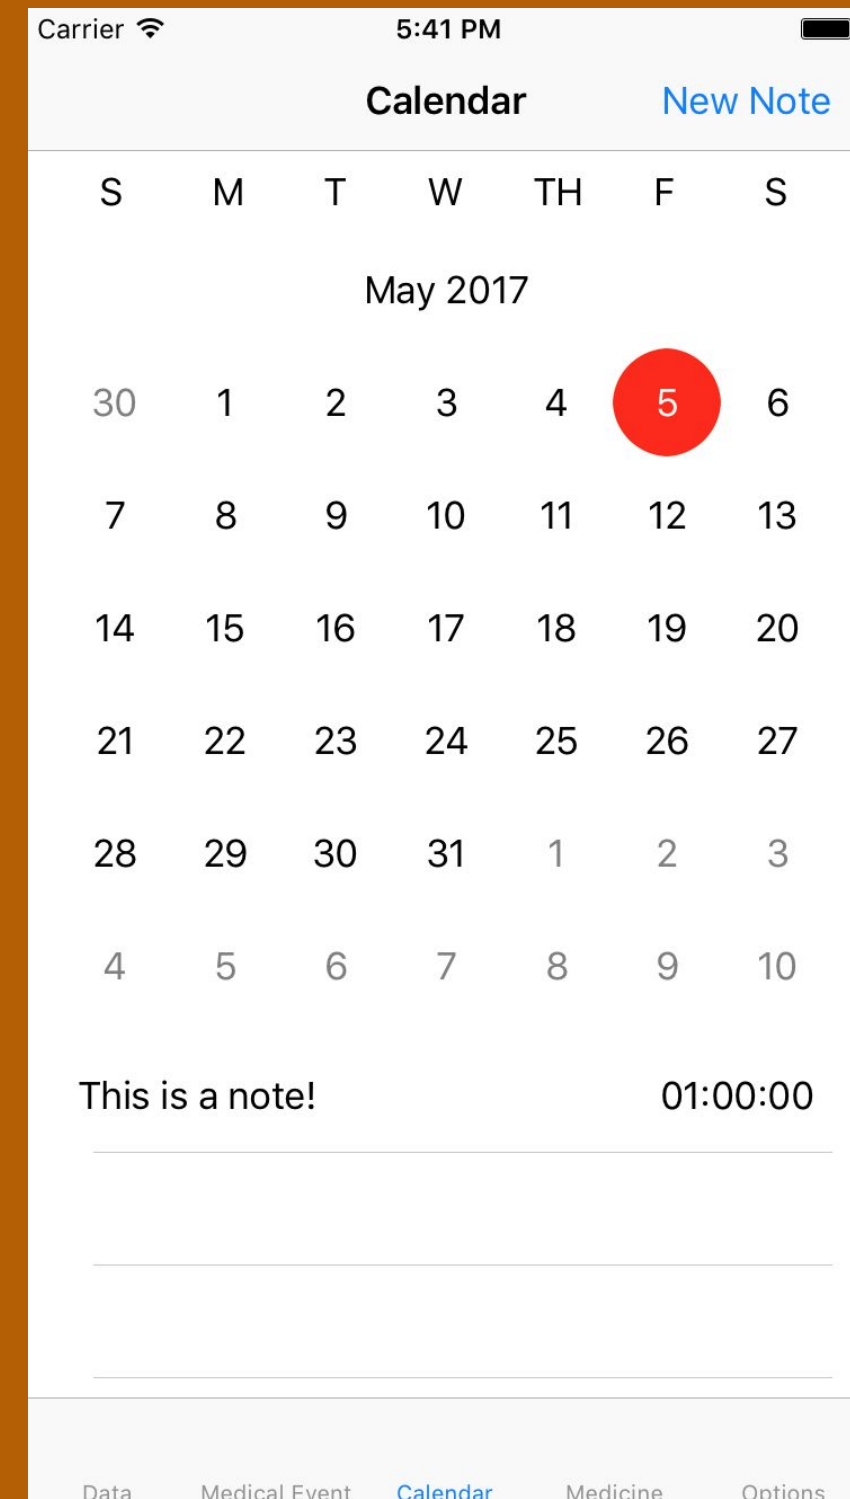 Carrier 5:41 PM
Calendar New Note
S M T W TH F S
May 2017
30 1 2 3 4 5 6
7 8 9 10 11 12 13
14 15 16 17 18 19 20
21 22 23 24 25 26 27
28 29 30 31 1 2 3
4 5 6 7 8 9 10
This is a note! 01:00:00
Data Medical Event Calendar Medicine Options